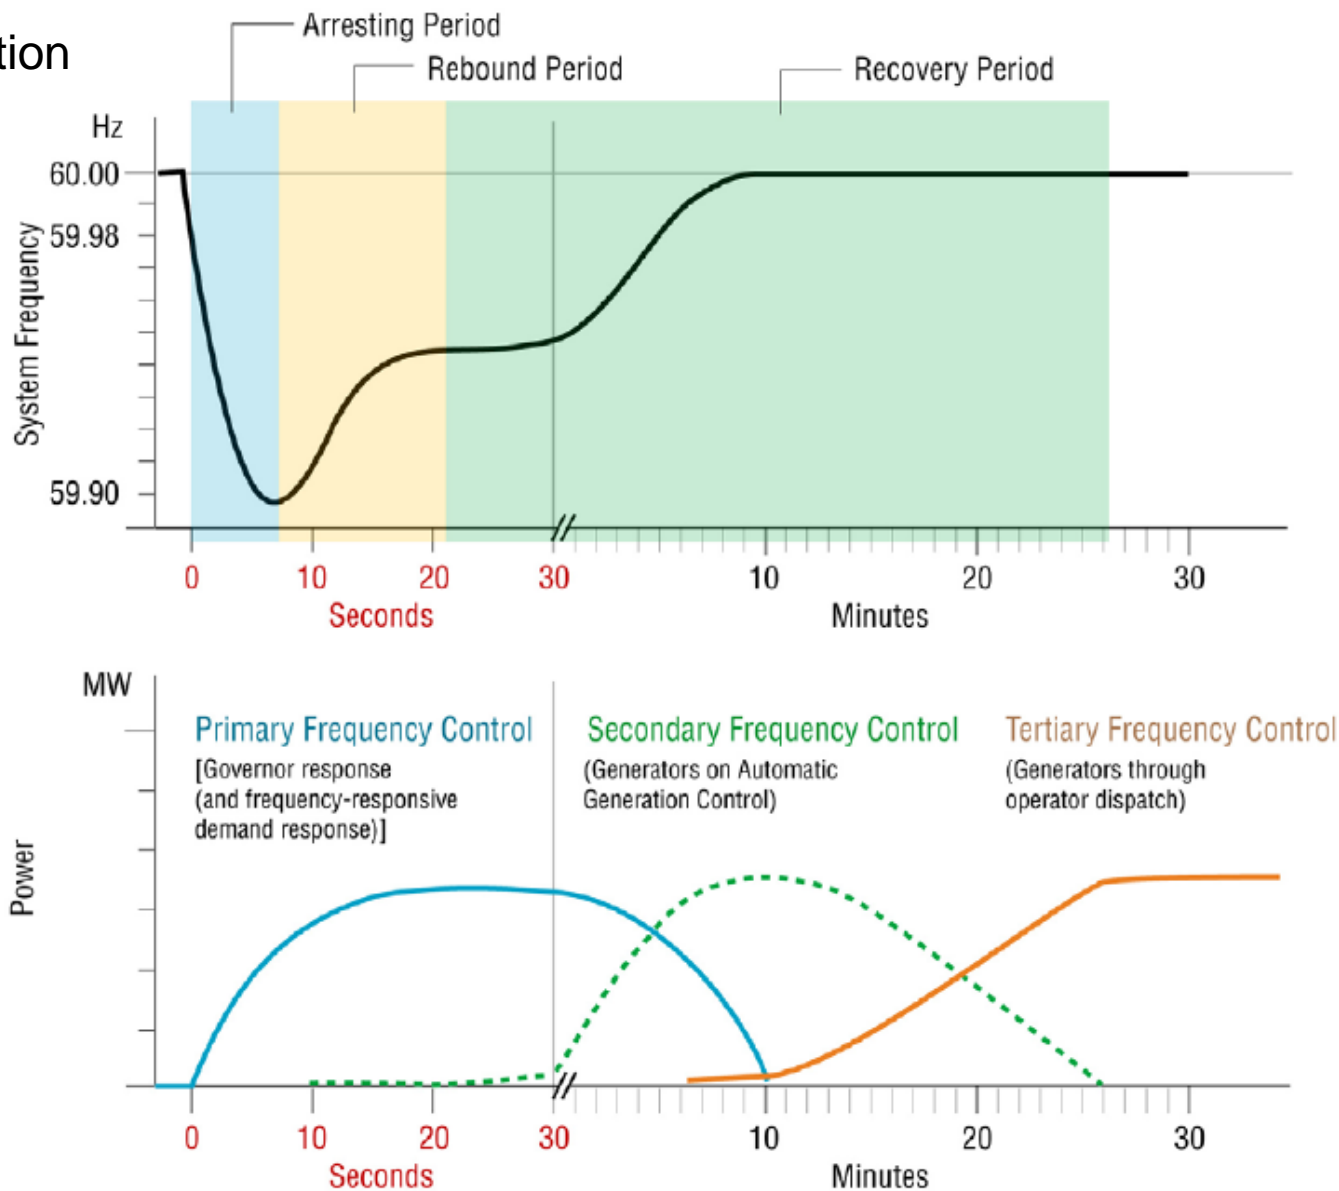 tion
Arresting Period
Rebound Period
Recovery Period
Hz
60.00
59.98
59.90
System Frequency
0 10 20 30 10 20 30
Seconds Minutes
MW
Primary Frequency Control
[Governor response
(and frequency-responsive
demand response)]
Secondary Frequency Control
(Generators on Automatic
Generation Control)
Tertiary Frequency Control
(Generators through
operator dispatch)
Power
0 10 20 30 10 20 30
Seconds Minutes